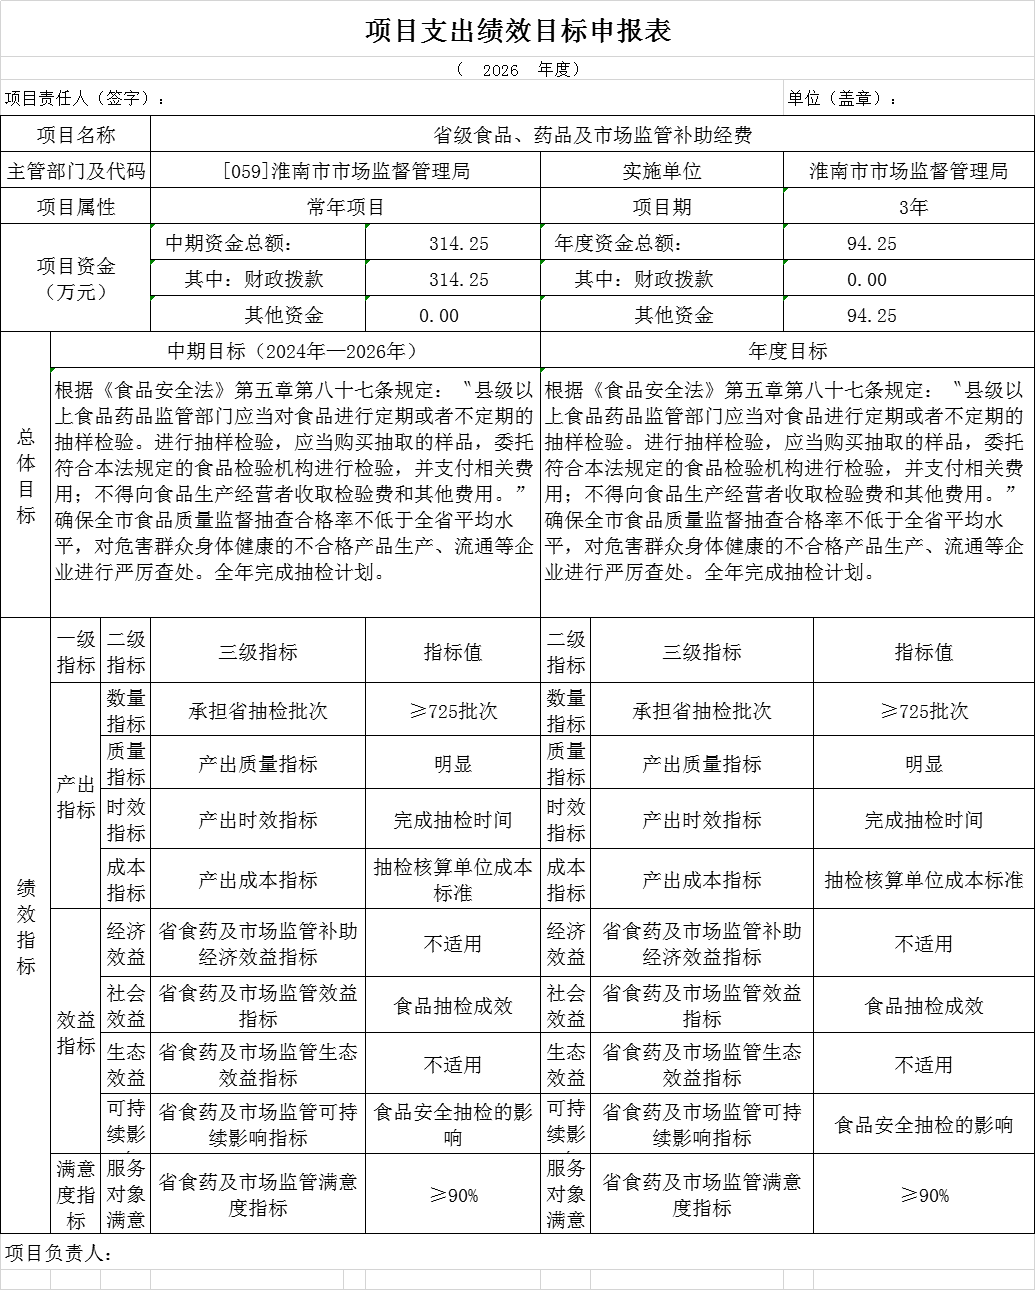 项目支出绩效目标申报表
（ 2026 年度）
项目责任人（签字）：
单位（盖章）：
项目名称
省级食品、药品及市场监管补助经费
主管部门及代码
[059]淮南市市场监督管理局
实施单位
淮南市市场监督管理局
项目属性
常年项目
项目期
3年
项目资金
（万元）
中期资金总额：
314.25
年度资金总额：
94.25
其中：财政拨款
314.25
其中：财政拨款
0.00
其他资金
0.00
其他资金
94.25
总体目标
中期目标（2024年—2026年）
年度目标
根据《食品安全法》第五章第八十七条规定：“县级以
上食品药品监管部门应当对食品进行定期或者不定期的
抽样检验。进行抽样检验，应当购买抽取的样品，委托
符合本法规定的食品检验机构进行检验，并支付相关费
用；不得向食品生产经营者收取检验费和其他费用。”
确保全市食品质量监督抽查合格率不低于全省平均水
平，对危害群众身体健康的不合格产品生产、流通等企
业进行严厉查处。全年完成抽检计划。
根据《食品安全法》第五章第八十七条规定：“县级以
上食品药品监管部门应当对食品进行定期或者不定期的
抽样检验。进行抽样检验，应当购买抽取的样品，委托
符合本法规定的食品检验机构进行检验，并支付相关费
用；不得向食品生产经营者收取检验费和其他费用。”
确保全市食品质量监督抽查合格率不低于全省平均水
平，对危害群众身体健康的不合格产品生产、流通等企
业进行严厉查处。全年完成抽检计划。
绩效指标
一级
指标
二级
指标
三级指标
指标值
二级
指标
三级指标
指标值
产出
指标
数量
指标
承担省抽检批次
≥725批次
数量
指标
承担省抽检批次
≥725批次
质量
指标
产出质量指标
明显
质量
指标
产出质量指标
明显
时效
指标
产出时效指标
完成抽检时间
时效
指标
产出时效指标
完成抽检时间
成本
指标
产出成本指标
抽检核算单位成本
标准
成本
指标
产出成本指标
抽检核算单位成本标准
效益
指标
经济
效益
省食药及市场监管补助
经济效益指标
不适用
经济
效益
省食药及市场监管补助
经济效益指标
不适用
社会
效益
省食药及市场监管效益
指标
食品抽检成效
社会
效益
省食药及市场监管效益
指标
食品抽检成效
生态
效益
省食药及市场监管生态
效益指标
不适用
生态
效益
省食药及市场监管生态
效益指标
不适用
可持
续影
省食药及市场监管可持
续影响指标
食品安全抽检的影
响
可持
续影
省食药及市场监管可持
续影响指标
食品安全抽检的影响
满意
度指
标
服务
对象
满意
省食药及市场监管满意
度指标
≥90%
服务
对象
满意
省食药及市场监管满意
度指标
≥90%
项目负责人：